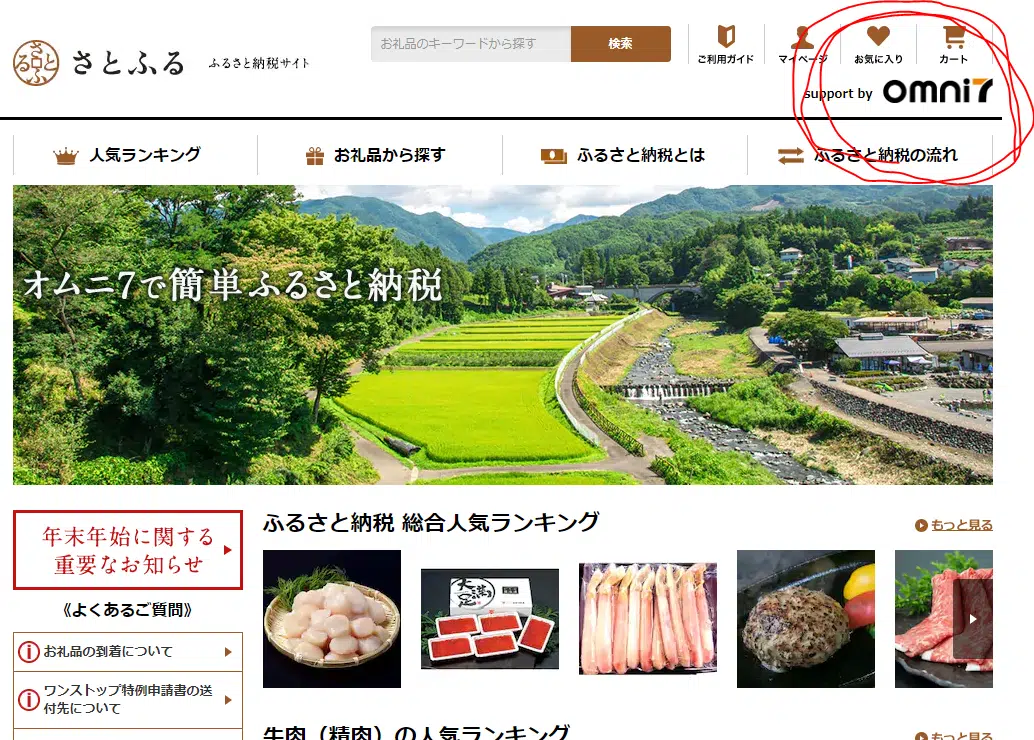 さとふる
さとふる ふるさと納税サイト
お礼品のキーワードから探す 検索
ご利用ガイド マイページ お気に入り カート
support by omni7
人気ランキング お礼品から探す ふるさと納税とは ふるさと納税の流れ
オムニ7で簡単ふるさと納税
年末年始に関する
重要なお知らせ
《よくあるご質問》
お礼品の到着について
ワンストップ特例申請書の送
付先について
ふるさと納税 総合人気ランキング もっと見る
牛肉（精肉）の人気ランキング もっと見る